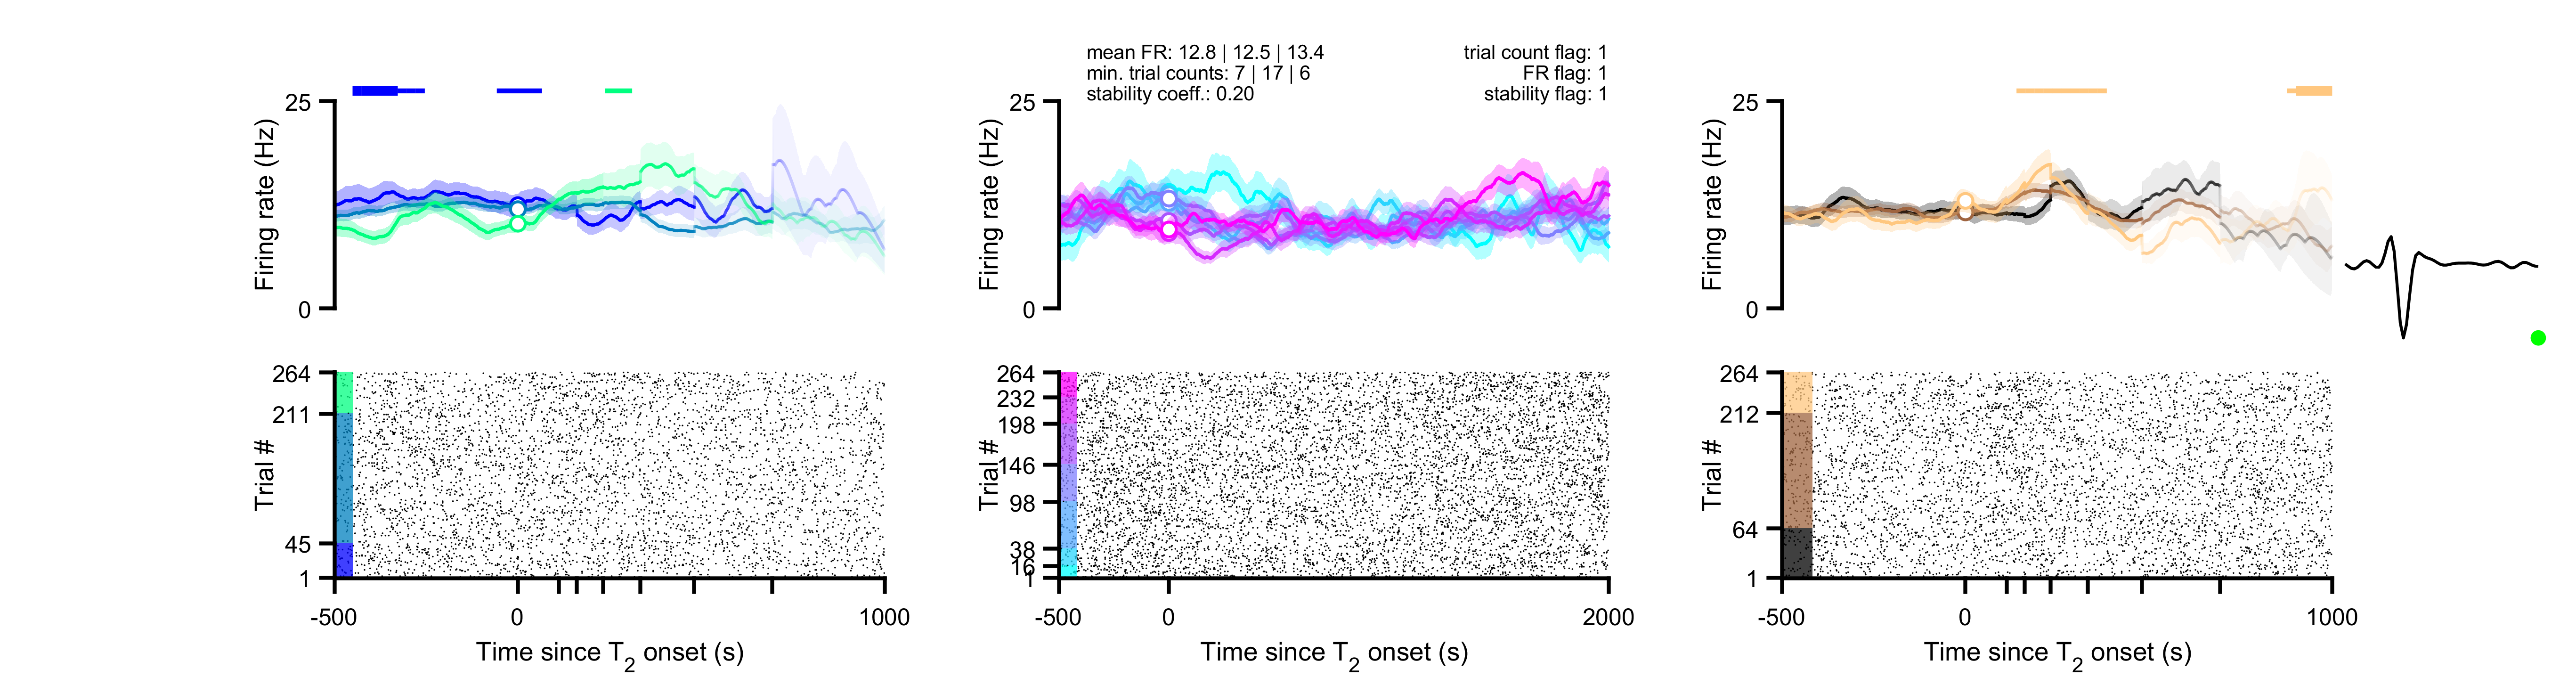 mean FR: 12.8 | 12.5 | 13.4
min. trial counts: 7 | 17 | 6
stability coeff.: 0.20
trial count flag: 1
FR flag: 1
stability flag: 1
25
Firing rate (Hz)
0
25
Firing rate (Hz)
0
25
Firing rate (Hz)
0
264
211
Trial #
45
1
-500
0
1000
Time since T2 onset (s)
264
232
198
Trial #
146
98
38
16
1
-500
0
2000
Time since T2 onset (s)
264
212
Trial #
64
1
-500
0
1000
Time since T2 onset (s)